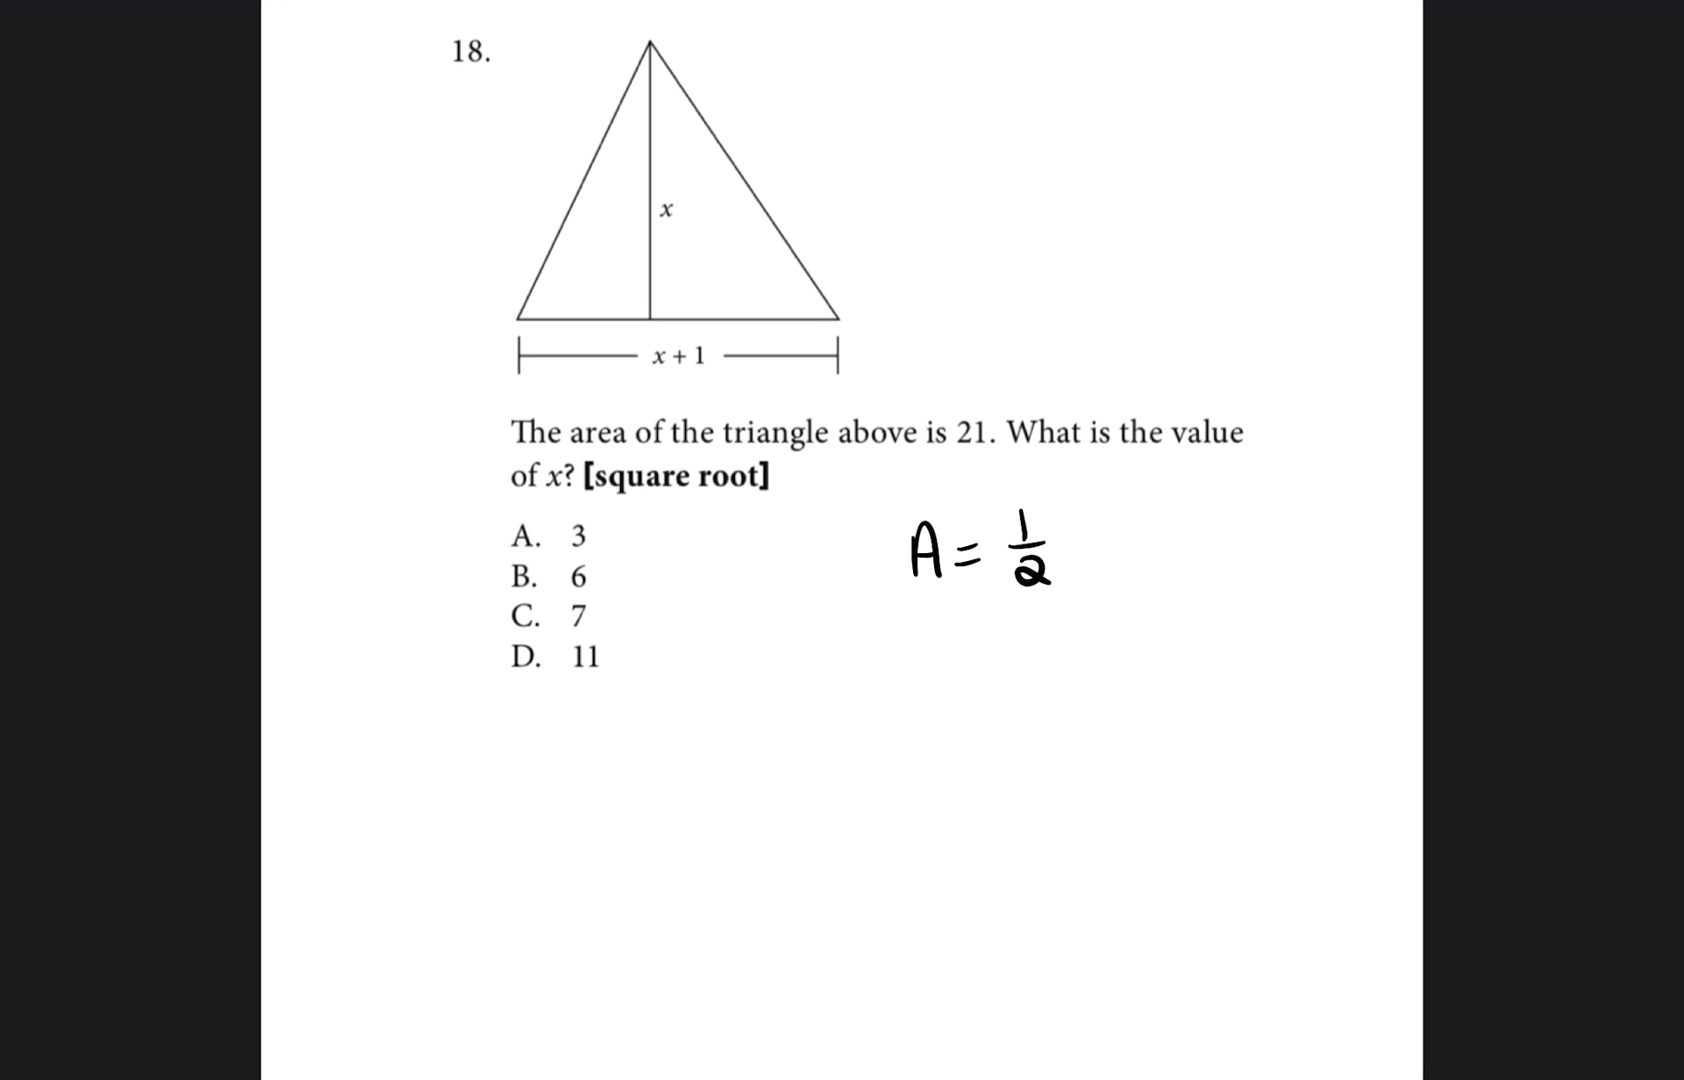 18.
x
x + 1
The area of the triangle above is 21. What is the value
of x? [square root]
A. 3
B. 6
C. 7
D. 11
A = 1/2